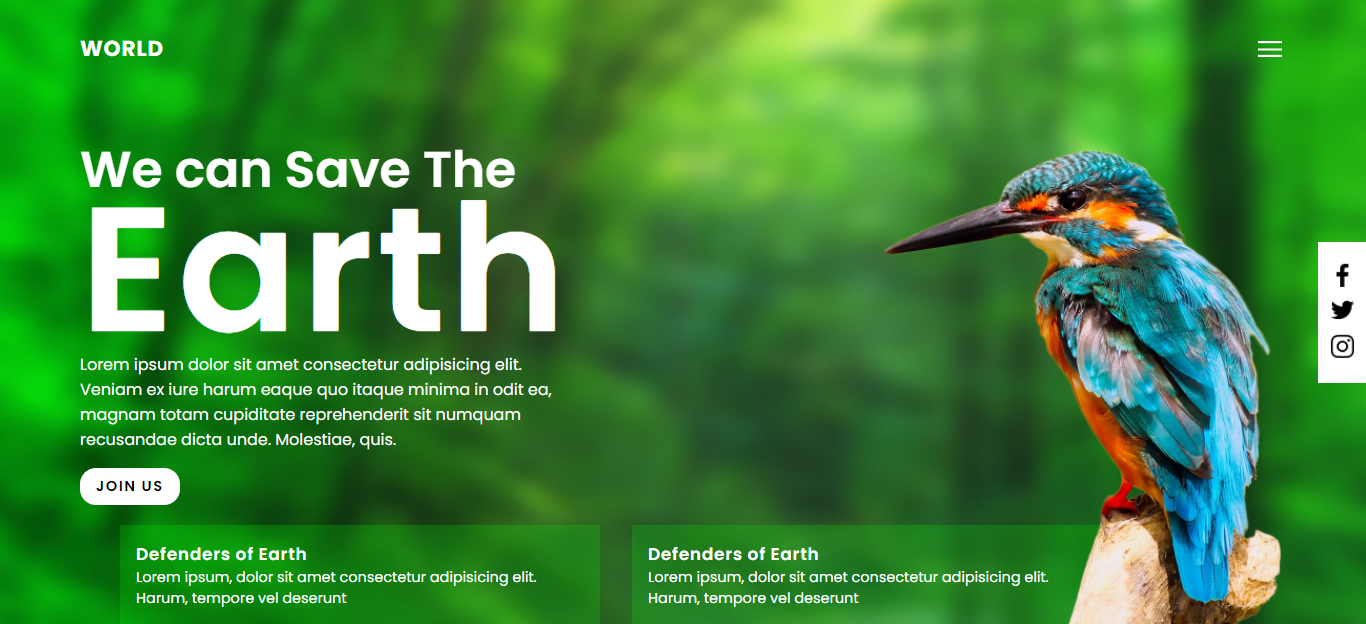 WORLD
We can Save The
Earth
Lorem ipsum dolor sit amet consectetur adipisicing elit.
Veniam ex iure harum eaque quo itaque minima in odit ea,
magnam totam cupiditate reprehenderit sit numquam
recusandae dicta unde. Molestiae, quis.
JOIN US
Defenders of Earth
Lorem ipsum, dolor sit amet consectetur adipisicing elit.
Harum, tempore vel deserunt
Defenders of Earth
Lorem ipsum, dolor sit amet consectetur adipisicing elit.
Harum, tempore vel deserunt